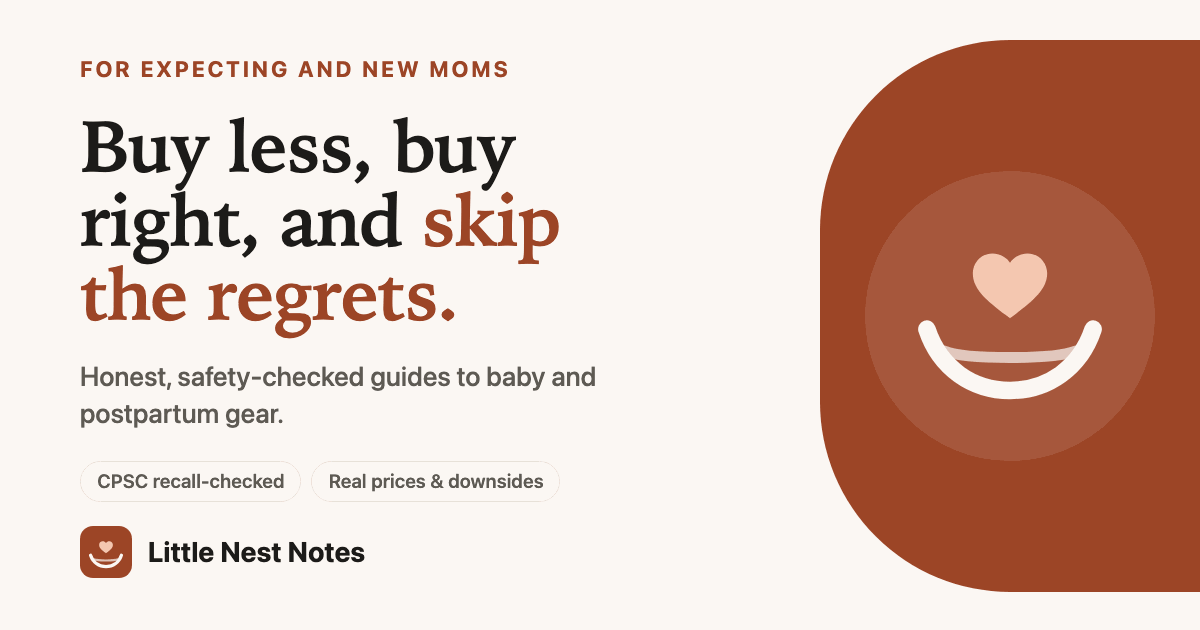 FOR EXPECTING AND NEW MOMS
Buy less, buy
right, and skip
the regrets.
Honest, safety-checked guides to baby and
postpartum gear.
CPSC recall-checked
Real prices & downsides
Little Nest Notes